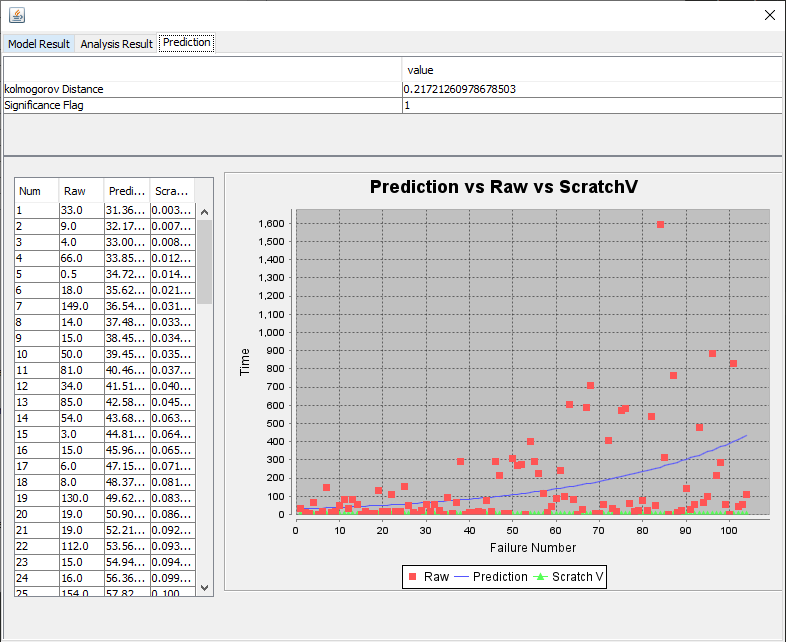 Model Result Analysis Result Prediction
value
kolmogorov Distance 0.21721260978678503
Significance Flag 1
Num Raw Predi... Scra...
1 33.0 31.36... 0.003...
2 9.0 32.17... 0.007...
3 4.0 33.00... 0.008...
4 66.0 33.85... 0.012...
5 0.5 34.72... 0.014...
6 18.0 35.62... 0.021...
7 149.0 36.54... 0.031...
8 14.0 37.48... 0.033...
9 15.0 38.45... 0.034...
10 50.0 39.45... 0.035...
11 81.0 40.46... 0.037...
12 34.0 41.51... 0.040...
13 85.0 42.58... 0.045...
14 54.0 43.68... 0.063...
15 3.0 44.81... 0.064...
16 15.0 45.96... 0.065...
17 6.0 47.15... 0.071...
18 8.0 48.37... 0.081...
19 130.0 49.62... 0.083...
20 19.0 50.90... 0.086...
21 19.0 52.21... 0.092...
22 112.0 53.56... 0.093...
23 15.0 54.94... 0.094...
24 16.0 56.36... 0.099...
25 154.0 57.82... 0.100...
Prediction vs Raw vs ScratchV
1,600
1,500
1,400
1,300
1,200
1,100
1,000
900
800
700
600
500
400
300
200
100
0
Time
0 10 20 30 40 50 60 70 80 90 100
Failure Number
Raw Prediction Scratch V